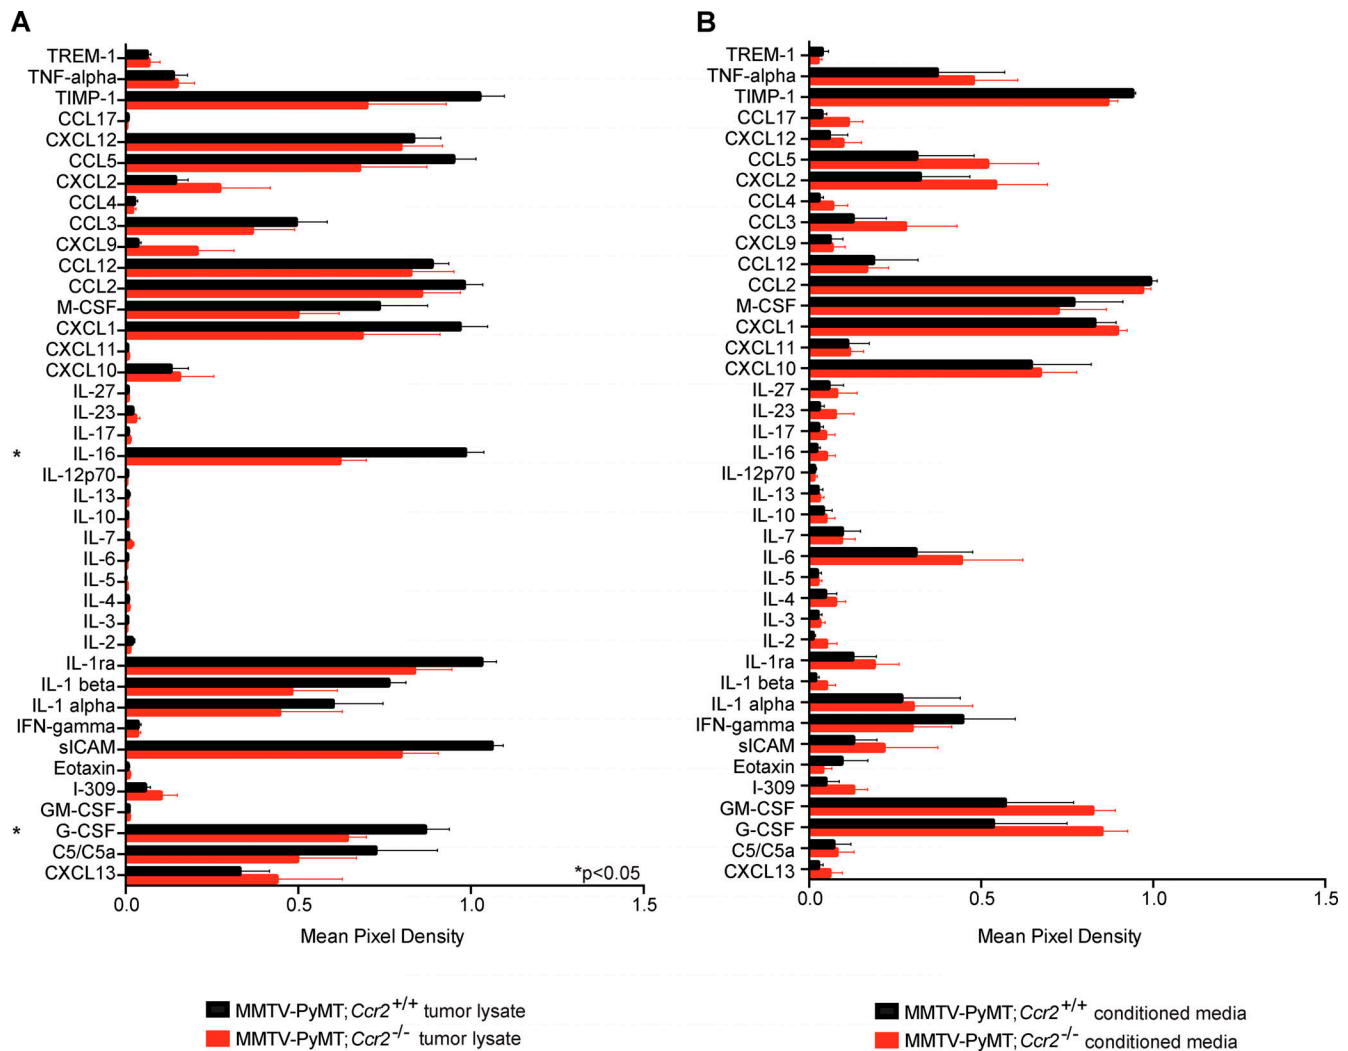 A
TREM-1
TNF-alpha
TIMP-1
CCL17
CXCL12
CCL5
CXCL2
CCL4
CCL3
CXCL9
CCL12
CCL2
M-CSF
CXCL1
CXCL11
CXCL10
IL-27
IL-23
IL-17
* IL-16
IL-12p70
IL-13
IL-10
IL-7
IL-6
IL-5
IL-4
IL-3
IL-2
IL-1ra
IL-1 beta
IL-1 alpha
IFN-gamma
sICAM
Eotaxin
I-309
GM-CSF
* G-CSF
C5/C5a
CXCL13
*p<0.05
0.0 0.5 1.0 1.5
Mean Pixel Density
MMTV-PyMT;Ccr2+/+ tumor lysate
MMTV-PyMT;Ccr2-/- tumor lysate
B
TREM-1
TNF-alpha
TIMP-1
CCL17
CXCL12
CCL5
CXCL2
CCL4
CCL3
CXCL9
CCL12
CCL2
M-CSF
CXCL1
CXCL11
CXCL10
IL-27
IL-23
IL-17
IL-16
IL-12p70
IL-13
IL-10
IL-7
IL-6
IL-5
IL-4
IL-3
IL-2
IL-1ra
IL-1 beta
IL-1 alpha
IFN-gamma
sICAM
Eotaxin
I-309
GM-CSF
G-CSF
C5/C5a
CXCL13
0.0 0.5 1.0 1.5
Mean Pixel Density
MMTV-PyMT;Ccr2+/+ conditioned media
MMTV-PyMT;Ccr2-/- conditioned media